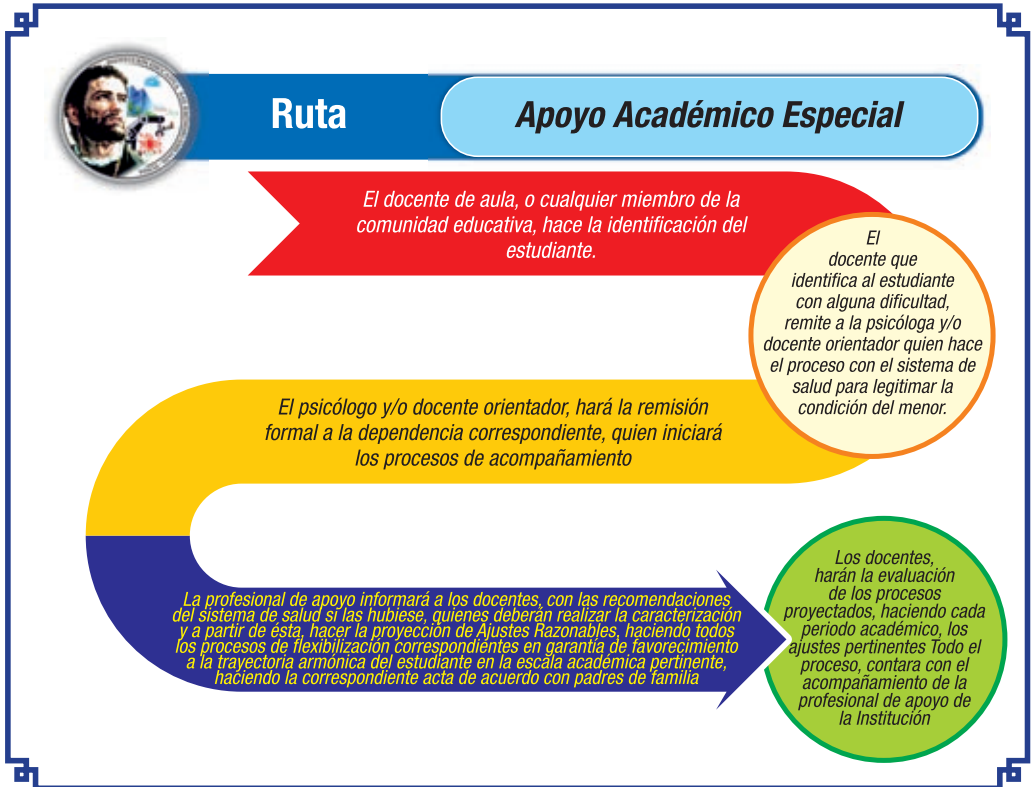 Ruta
Apoyo Académico Especial
El docente de aula, o cualquier miembro de la
comunidad educativa, hace la identificación del
estudiante.
El
docente que
identifica al estudiante
con alguna dificultad,
remite a la psicóloga y/o
docente orientador quien hace
el proceso con el sistema de
salud para legitimar la
condición del menor.
El psicólogo y/o docente orientador, hará la remisión
formal a la dependencia correspondiente, quien iniciará
los procesos de acompañamiento
La profesional de apoyo informará a los docentes, con las recomendaciones
del sistema de salud si las hubiese, quienes deberán realizar la caracterización
y a partir de ésta, hacer la proyección de Ajustes Razonables, haciendo todos
los procesos de flexibilización correspondientes en garantía de favorecimiento
a la trayectoria armónica del estudiante en la escala académica pertinente,
haciendo la correspondiente acta de acuerdo con padres de familia
Los docentes,
harán la evaluación
de los procesos
proyectados, haciendo cada
periodo académico, los
ajustes pertinentes Todo el
proceso, contara con el
acompañamiento de la
profesional de apoyo de
la Institución